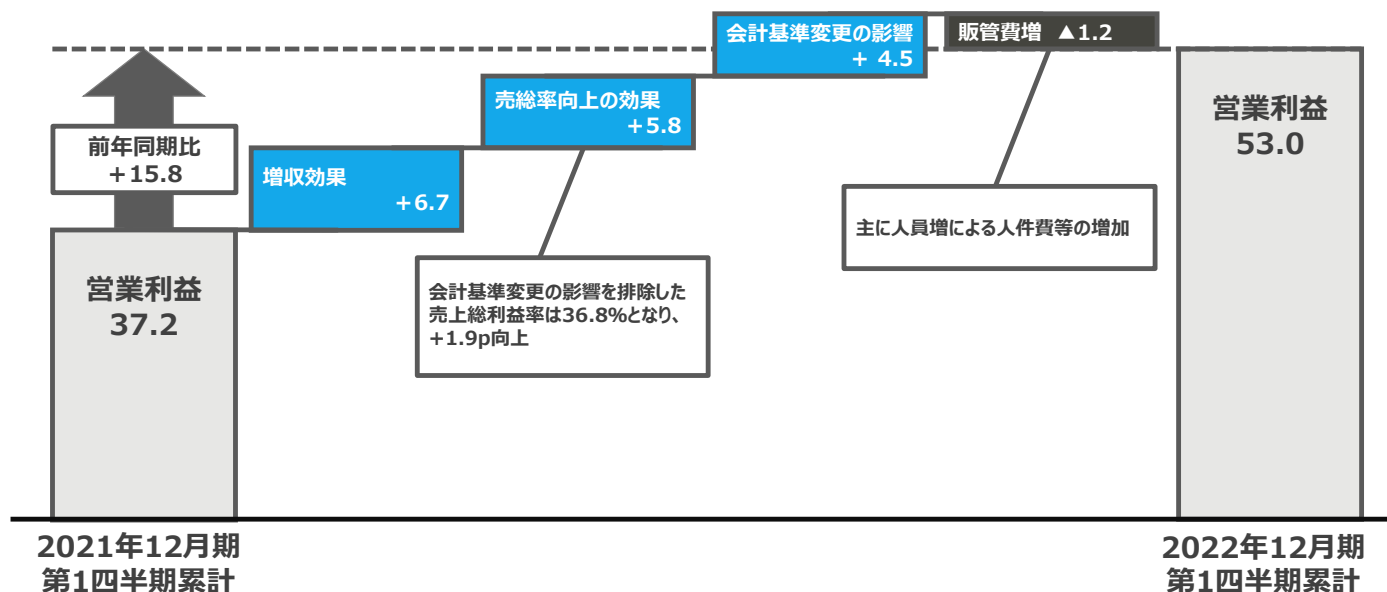 会計基準変更の影響
+ 4.5
販管費増 ▲1.2
売総率向上の効果
+5.8
営業利益
53.0
前年同期比
+15.8
増収効果
+6.7
主に人員増による人件費等の増加
営業利益
37.2
会計基準変更の影響を排除した
売上総利益率は36.8%となり、
+1.9p向上
2021年12月期
第1四半期累計
2022年12月期
第1四半期累計